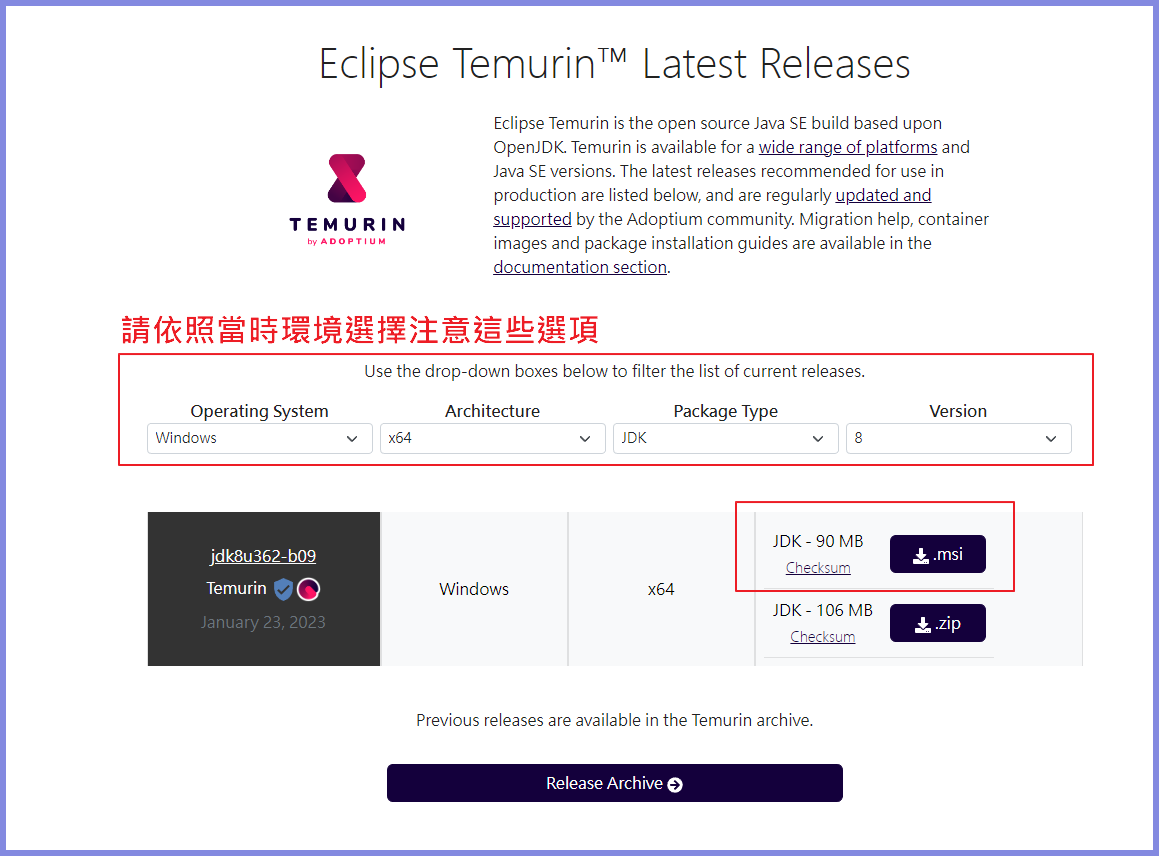 Eclipse Temurin™ Latest Releases
Eclipse Temurin is the open source Java SE build based upon
OpenJDK. Temurin is available for a wide range of platforms and
Java SE versions. The latest releases recommended for use in
production are listed below, and are regularly updated and
supported by the Adoptium community. Migration help, container
images and package installation guides are available in the
documentation section.
TEMURIN
by ADOPTIUM
請依照當時環境選擇注意這些選項
Use the drop-down boxes below to filter the list of current releases.
Operating System Architecture Package Type Version
Windows x64 JDK 8
jdk8u362-b09
Temurin
January 23, 2023
Windows
x64
JDK - 90 MB
Checksum
.msi
JDK - 106 MB
Checksum
.zip
Previous releases are available in the Temurin archive.
Release Archive